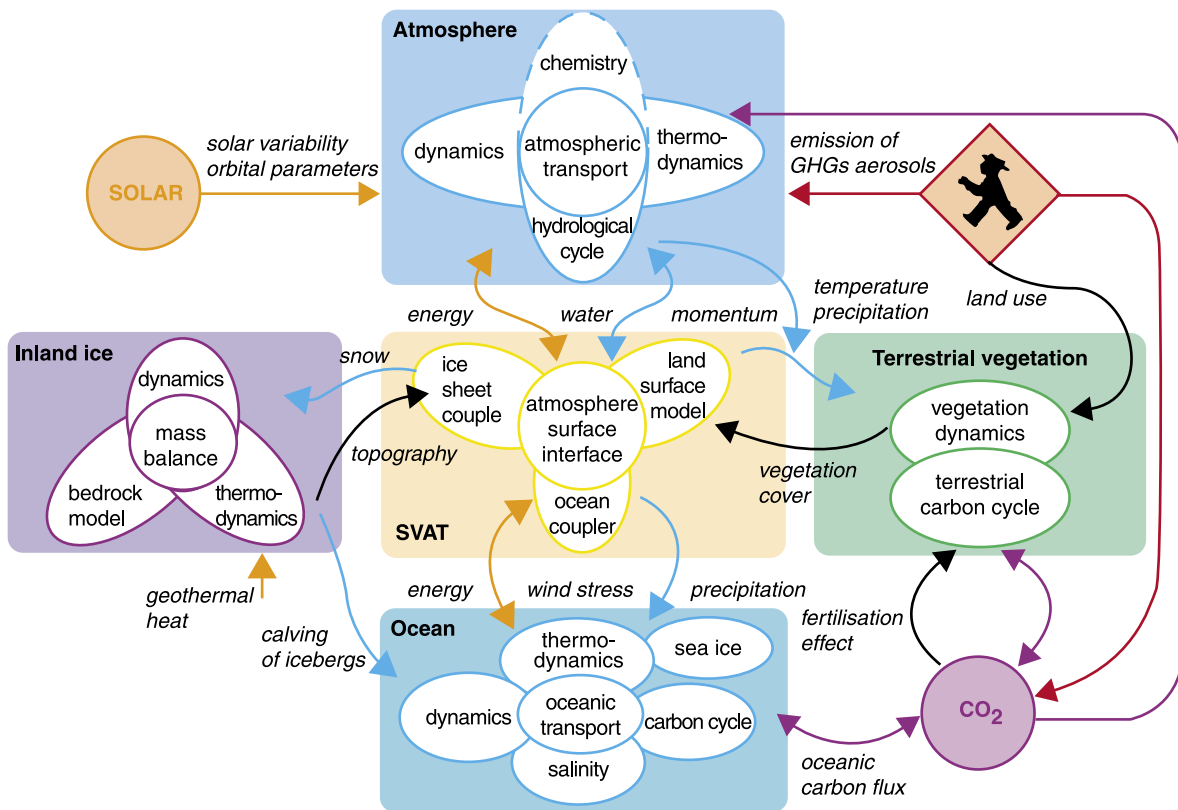 Atmosphere
chemistry
dynamics
atmospheric
transport
thermo-
dynamics
hydrological
cycle
solar variability
orbital parameters
SOLAR
emission of
GHGs aerosols
energy
water
momentum
temperature
precipitation
land use
Inland ice
dynamics
mass
balance
bedrock
model
thermo-
dynamics
snow
topography
ice
sheet
couple
atmosphere
surface
interface
land
surface
model
ocean
coupler
SVAT
Terrestrial vegetation
vegetation
dynamics
terrestrial
carbon cycle
vegetation
cover
geothermal
heat
calving
of icebergs
energy
wind stress
precipitation
fertilisation
effect
Ocean
thermo-
dynamics
sea ice
dynamics
oceanic
transport
carbon cycle
salinity
oceanic
carbon flux
CO2